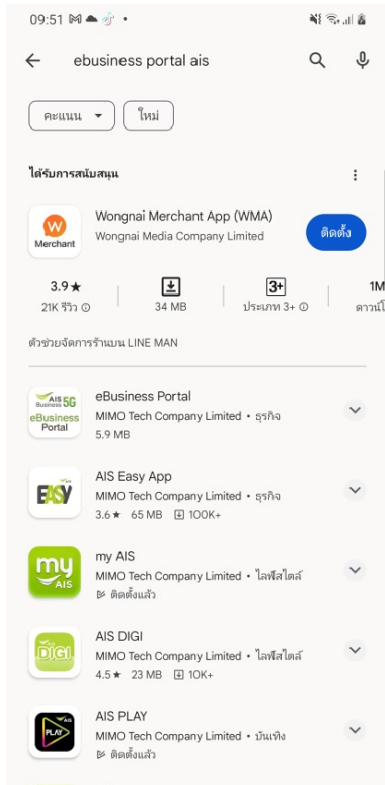 09:51
ebusiness portal ais
คะแนน
ใหม่
ได้รับการสนับสนุน
Merchant
Wongnai Merchant App (WMA)
Wongnai Media Company Limited
ติดตั้ง
3.9★
21K รีวิว
34 MB
3+
ประเภท 3+
1M
ดาวน์โ
ตัวช่วยจัดการร้านบน LINE MAN
AIS 5G
Business
eBusiness
Portal
eBusiness Portal
MIMO Tech Company Limited • ธุรกิจ
5.9 MB
EASY
AIS Easy App
MIMO Tech Company Limited • ธุรกิจ
3.6★ 65 MB 100K+
my
AIS
my AIS
MIMO Tech Company Limited • ไลฟ์สไตล์
ติดตั้งแล้ว
DIGI
AIS DIGI
MIMO Tech Company Limited • ไลฟ์สไตล์
4.5★ 23 MB 10K+
AIS
PLAY
AIS PLAY
MIMO Tech Company Limited • บันเทิง
ติดตั้งแล้ว